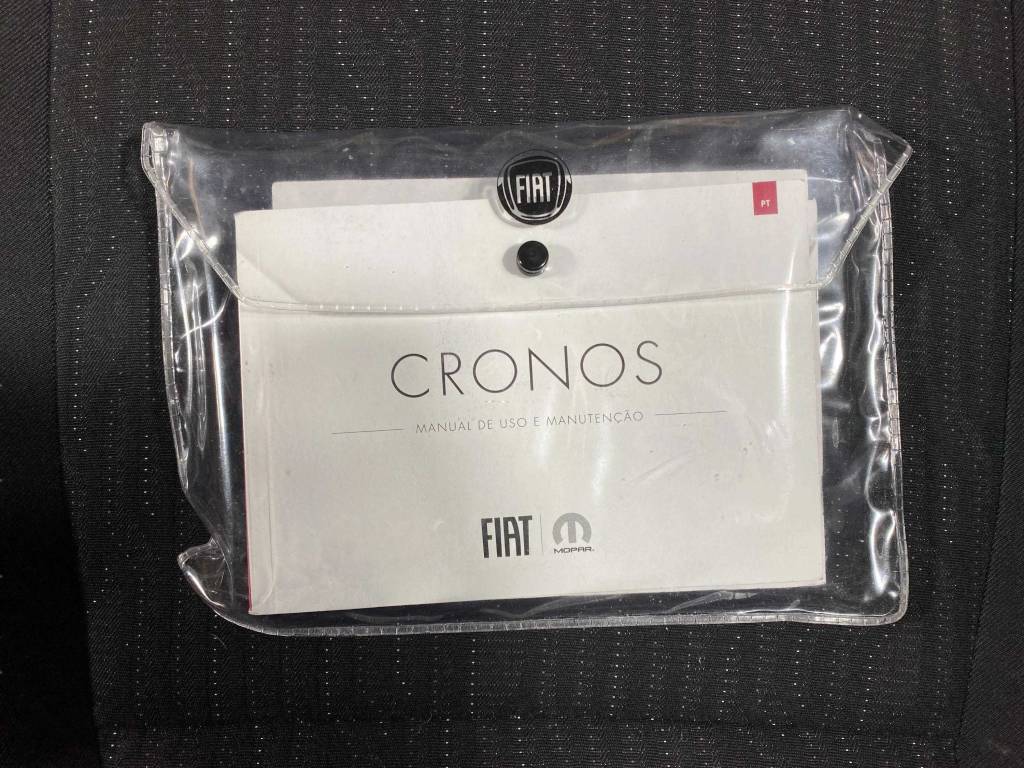 FIAT
PT
CRONOS
MANUAL DE USO E MANUTENÇÃO
FIAT
MOPAR®